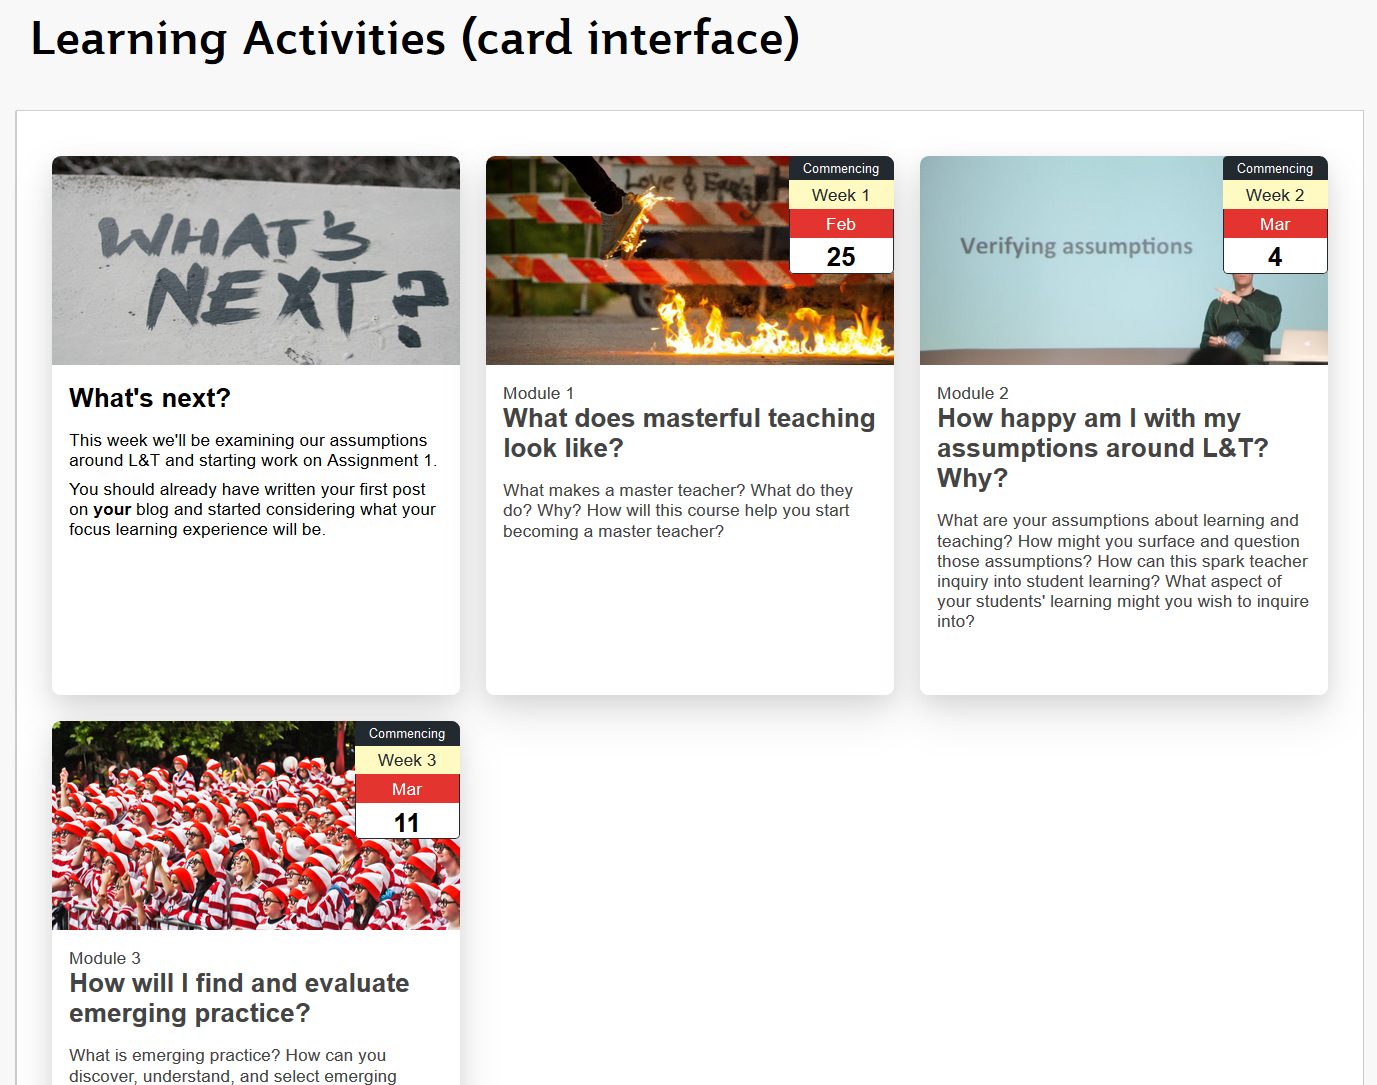 Learning Activities (card interface)
WHAT'S
NEXT?
What's next?
This week we'll be examining our assumptions
around L&T and starting work on Assignment 1.
You should already have written your first post
on your blog and started considering what your
focus learning experience will be.
Love &
Commencing
Week 1
Feb
25
Module 1
What does masterful teaching
look like?
What makes a master teacher? What do they
do? Why? How will this course help you start
becoming a master teacher?
Verifying assumptions
Commencing
Week 2
Mar
4
Module 2
How happy am I with my
assumptions around L&T?
Why?
What are your assumptions about learning and
teaching? How might you surface and question
those assumptions? How can this spark teacher
inquiry into student learning? What aspect of
your students' learning might you wish to inquire
into?
Commencing
Week 3
Mar
11
Module 3
How will I find and evaluate
emerging practice?
What is emerging practice? How can you
discover, understand, and select emerging